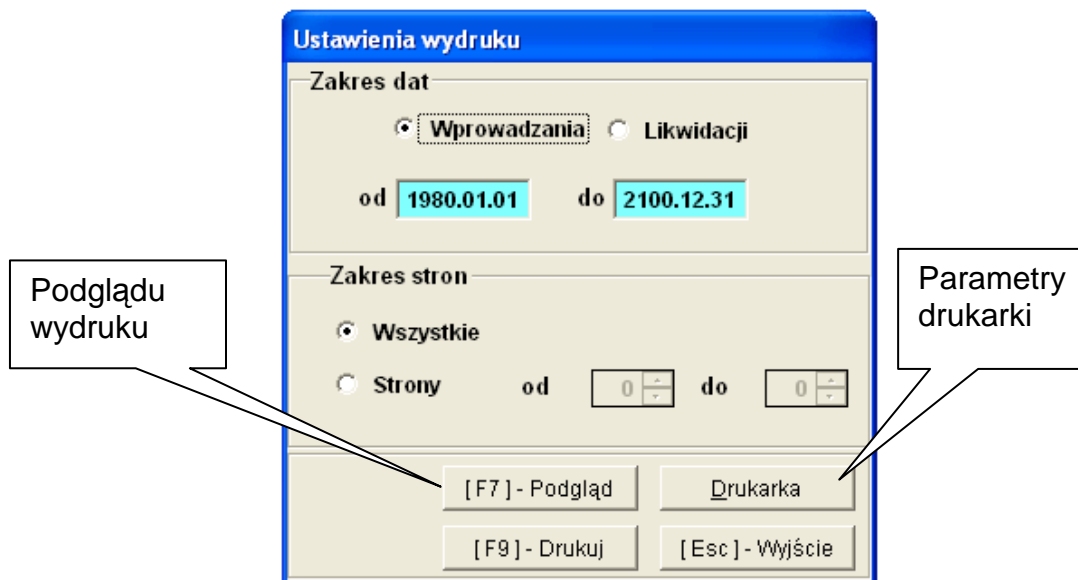 Ustawienia wydruku
Zakres dat
Wprowadzania Likwidacji
od 1980.01.01 do 2100.12.31
Zakres stron
Podglądu
wydruku
Parametry
drukarki
Wszystkie
Strony od 0 do 0
[ F7 ] - Podgląd Drukarka
[ F9 ] - Drukuj [ Esc ] - Wyjście